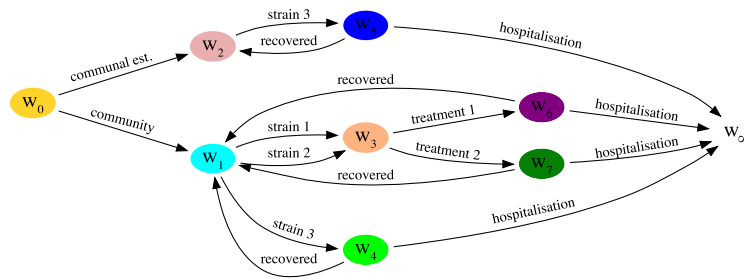 strain 3
w5
hospitalisation
communal est.
w2
recovered
w0
recovered
w6
treatment 1
hospitalisation
community
strain 1
w3
w∞
w1
strain 2
treatment 2
w7
hospitalisation
recovered
strain 3
hospitalisation
recovered
w4